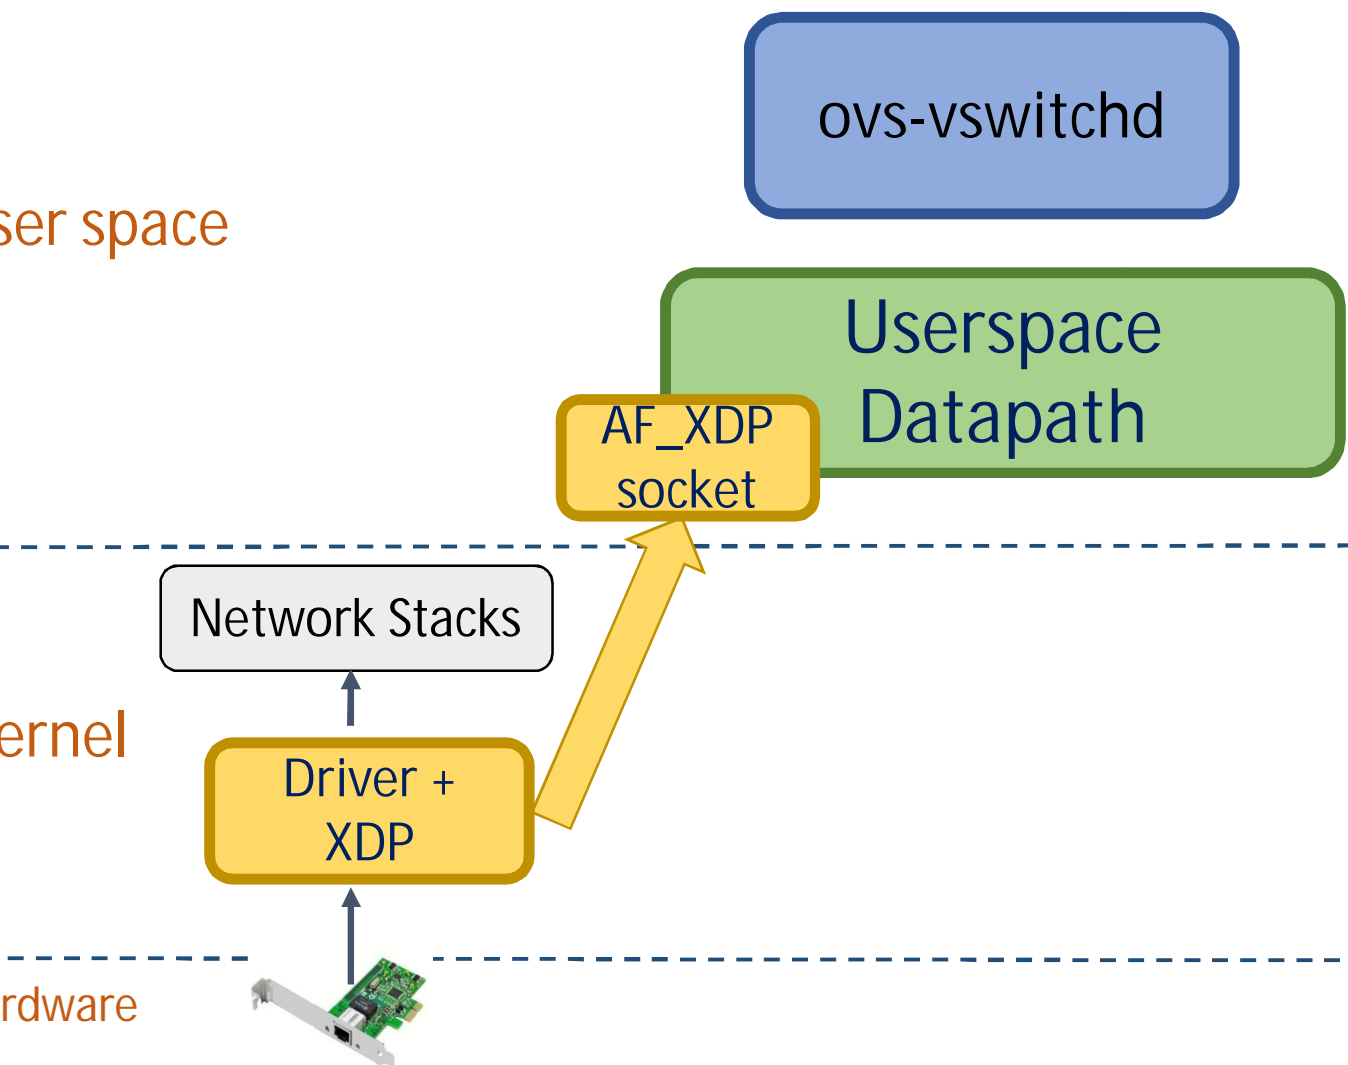 ovs-vswitchd
ser space
Userspace
Datapath
AF_XDP
socket
Network Stacks
ernel
Driver +
XDP
rdware